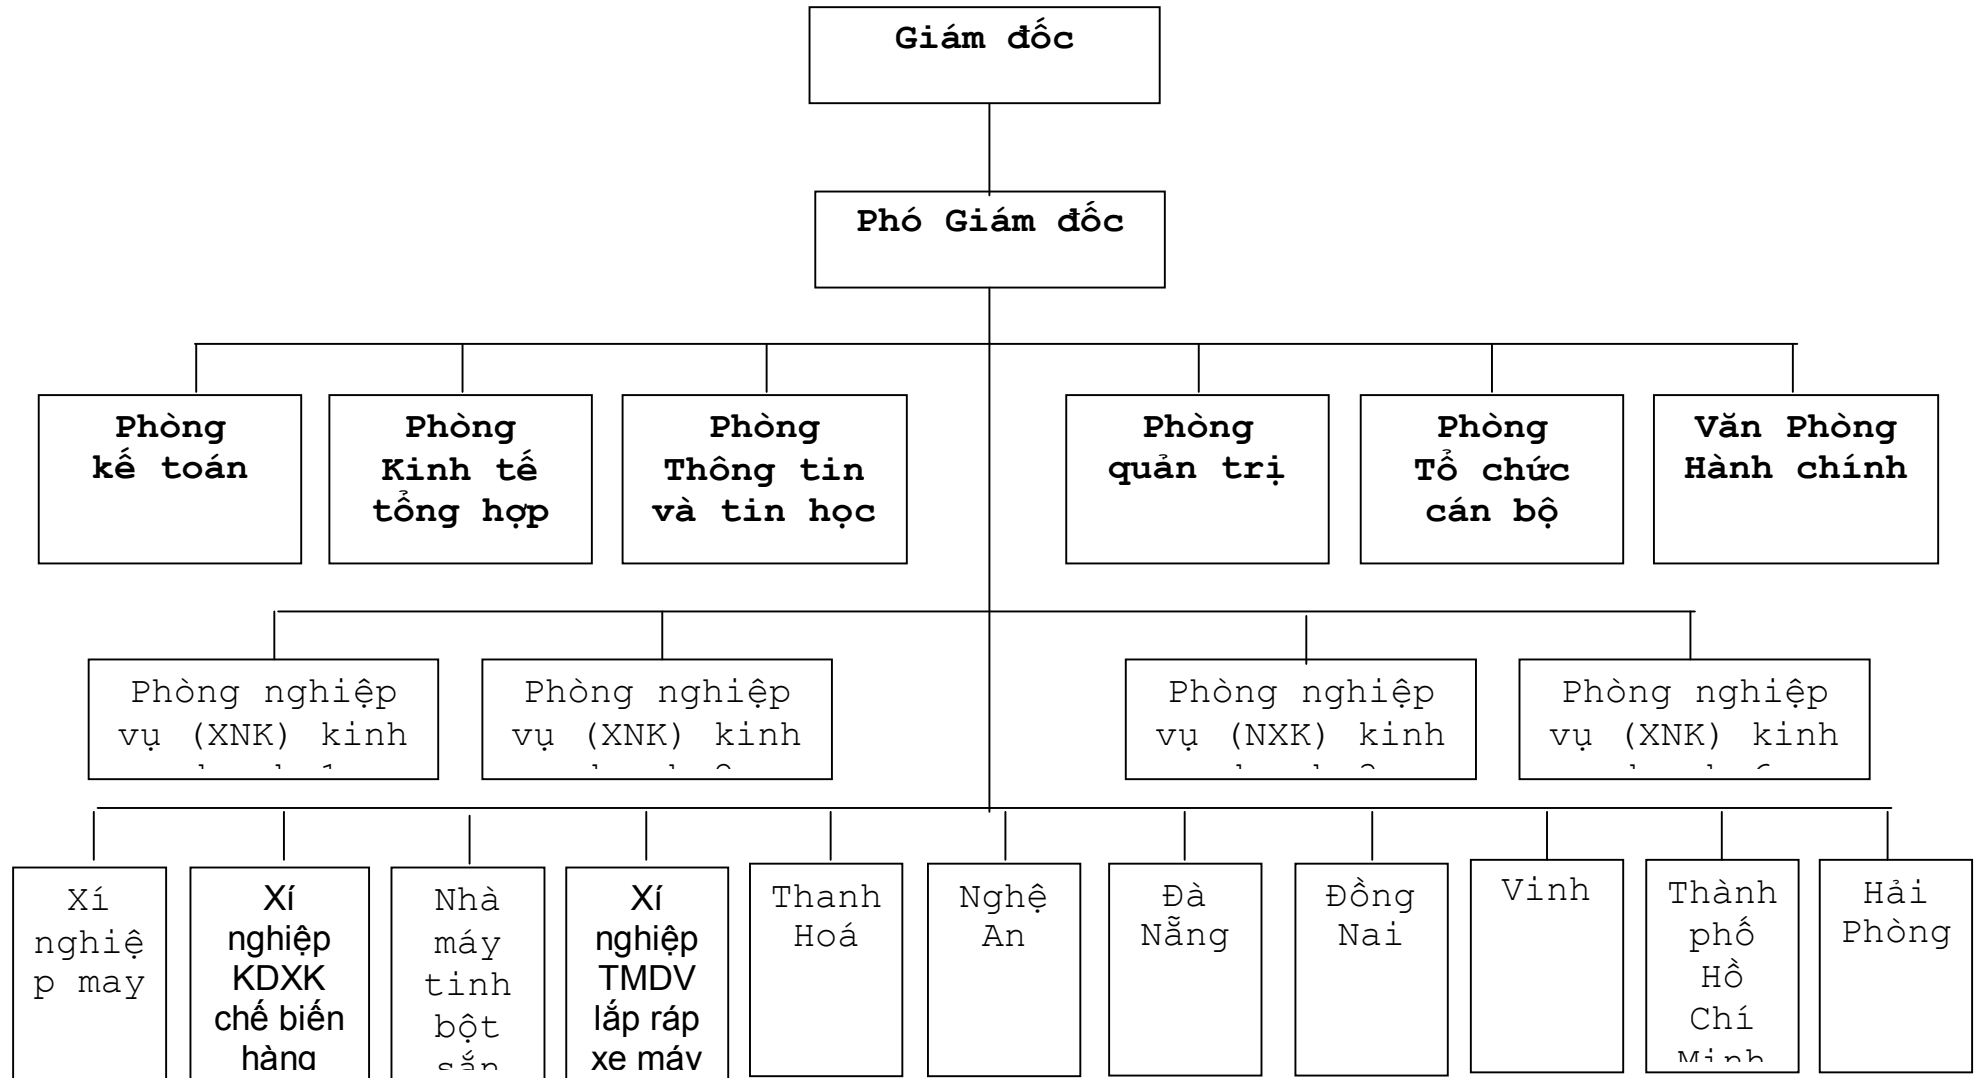 Giám đốc
Phó Giám đốc
Phòng
kế toán
Phòng
Kinh tế
tổng hợp
Phòng
Thông tin
và tin học
Phòng
quản trị
Phòng
Tổ chức
cán bộ
Văn Phòng
Hành chính
Phòng nghiệp
vụ (XNK) kinh
Phòng nghiệp
vụ (XNK) kinh
Phòng nghiệp
vụ (NXK) kinh
Phòng nghiệp
vụ (XNK) kinh
Xí
nghiệ
p may
Xí
nghiệp
KDXK
chế biến
hàng
Nhà
máy
tinh
bột
sắn
Xí
nghiệp
TMDV
lắp ráp
xe máy
Thanh
Hoá
Nghệ
An
Đà
Nẵng
Đồng
Nai
Vinh
Thành
phố
Hồ
Chí
Minh
Hải
Phòng